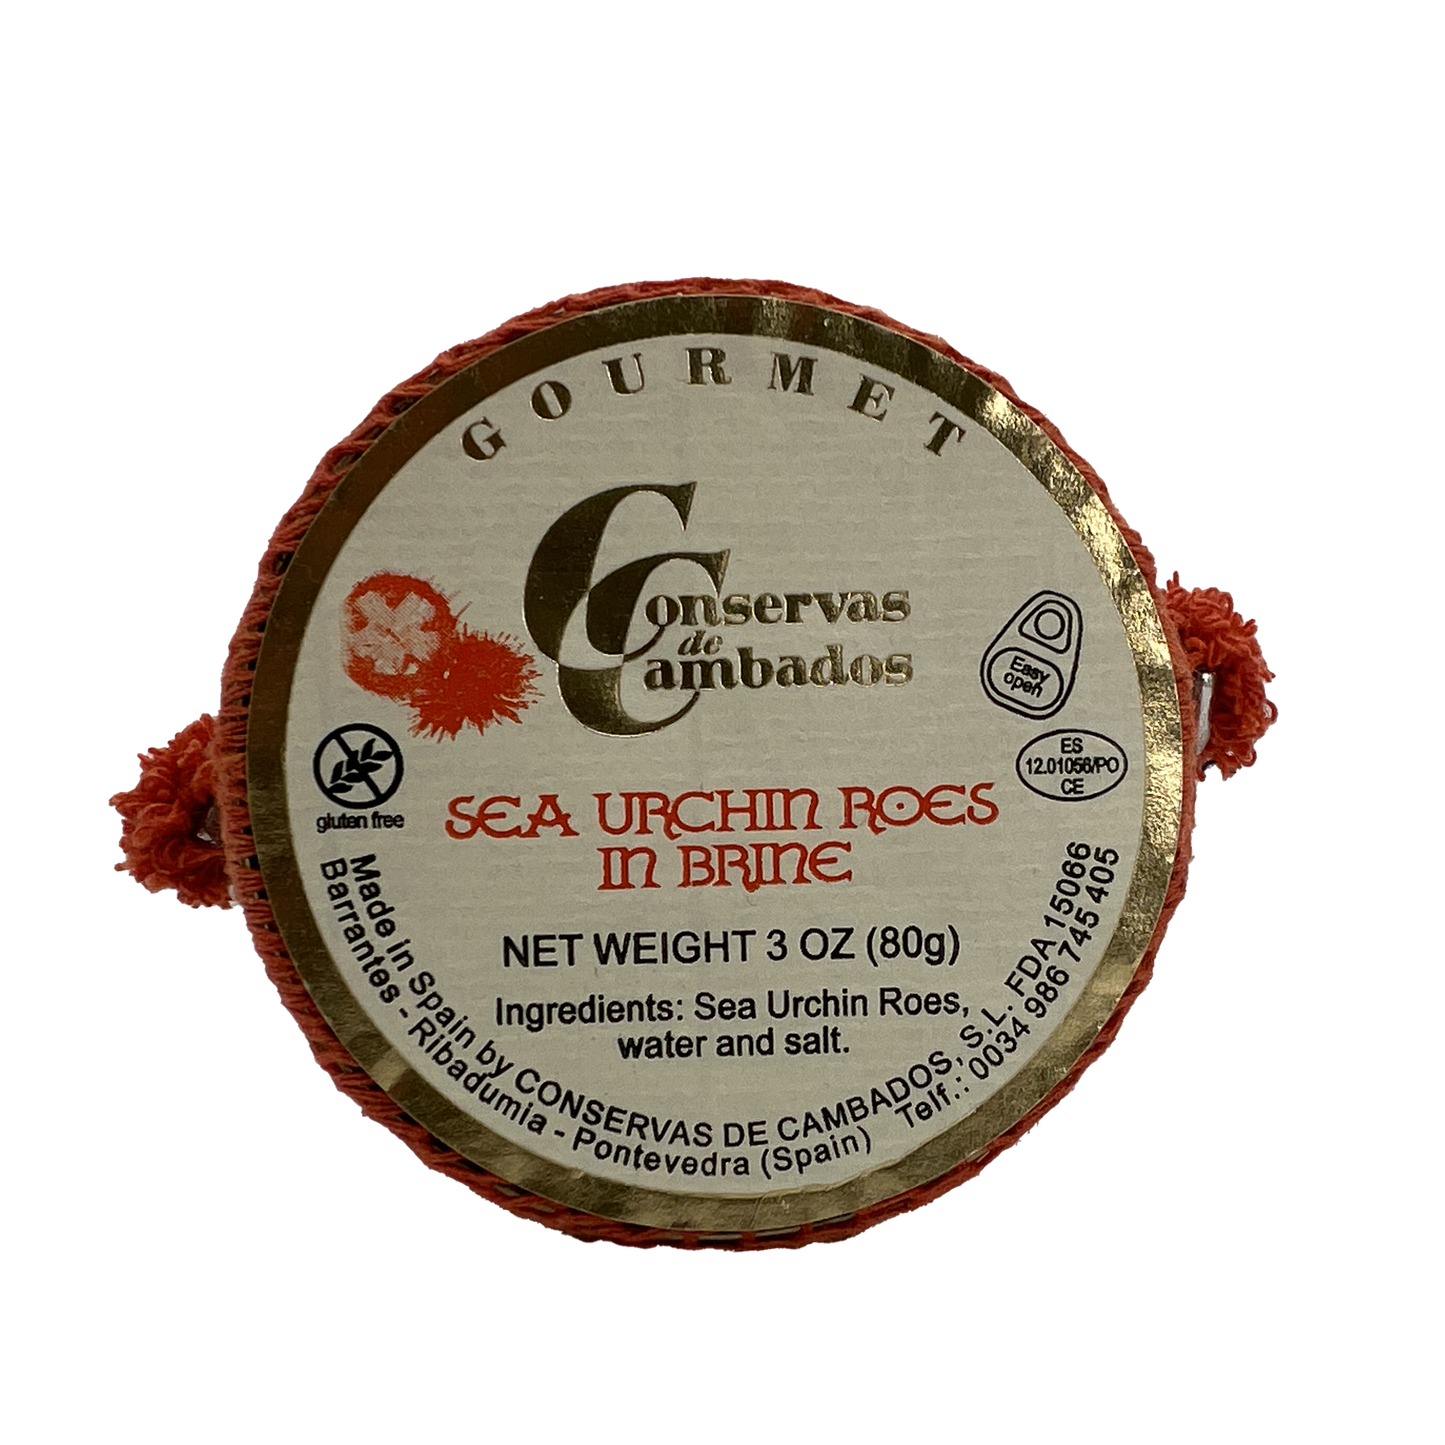 GOURMET
Conservas
de
Cambados
Easy
open
ES
12.01056/PO
CE
gluten free
SEA URCHIN ROES
IN BRINE
NET WEIGHT 3 OZ (80g)
Ingredients: Sea Urchin Roes,
water and salt.
Made in Spain by CONSERVAS DE CAMBADOS, S.L. FDA 15066
Barrantes - Ribadumia - Pontevedra (Spain) Telf.: 0034 986 745 405